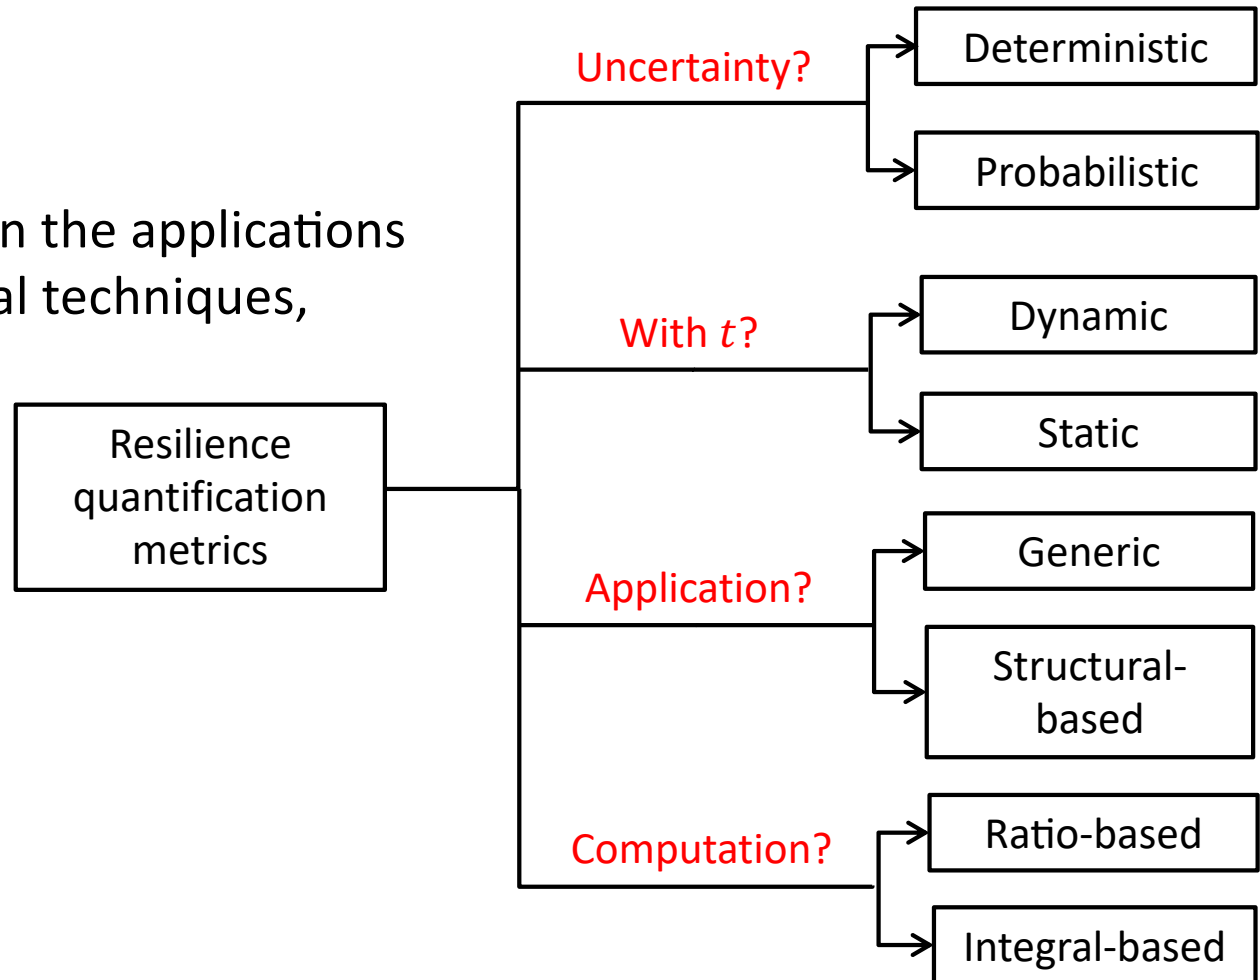 n the applications
al techniques,
Resilience
quantification
metrics
Uncertainty?
Deterministic
Probabilistic
With t?
Dynamic
Static
Application?
Generic
Structural-
based
Computation?
Ratio-based
Integral-based